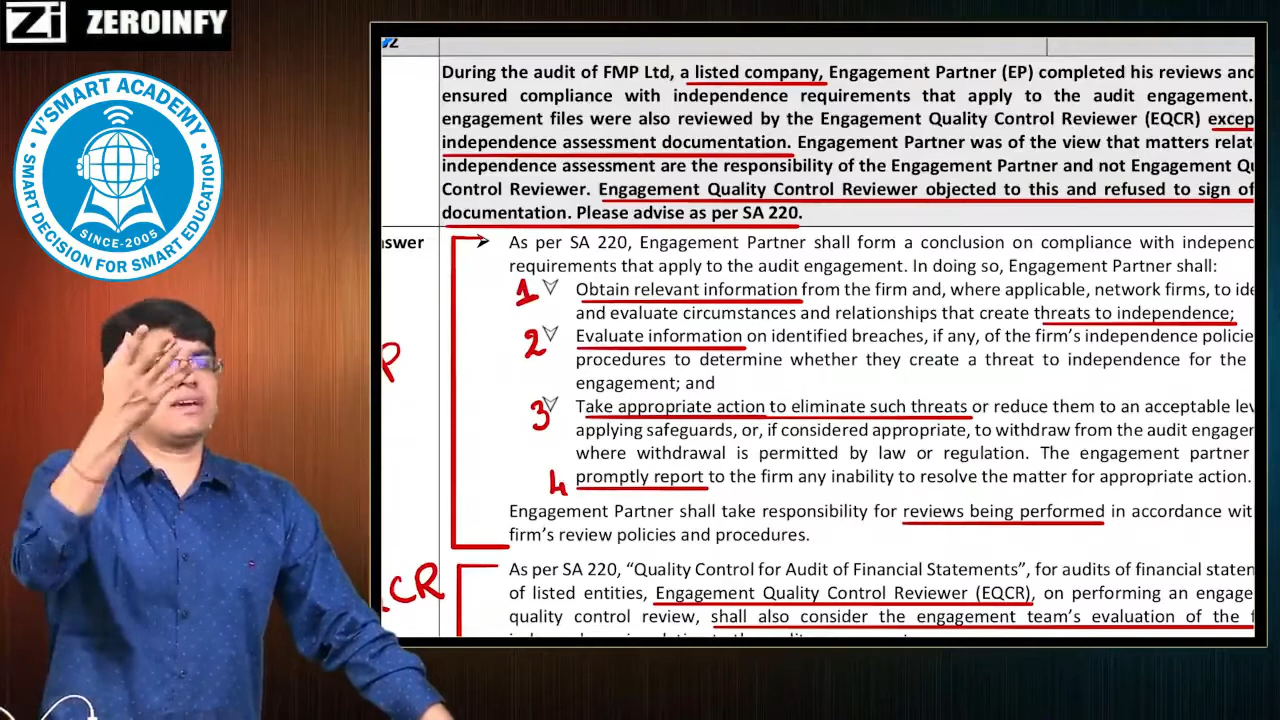 Zi ZEROINFY
V'SMART ACADEMY
SMART DECISION FOR SMART EDUCATION
SINCE-2005
During the audit of FMP Ltd, a listed company, Engagement Partner (EP) completed his reviews and
ensured compliance with independence requirements that apply to the audit engagement.
engagement files were also reviewed by the Engagement Quality Control Reviewer (EQCR) excep
independence assessment documentation. Engagement Partner was of the view that matters relate
independence assessment are the responsibility of the Engagement Partner and not Engagement Qu
Control Reviewer. Engagement Quality Control Reviewer objected to this and refused to sign of
documentation. Please advise as per SA 220.
nswer
As per SA 220, Engagement Partner shall form a conclusion on compliance with independ
requirements that apply to the audit engagement. In doing so, Engagement Partner shall:
1 Obtain relevant information from the firm and, where applicable, network firms, to ide
and evaluate circumstances and relationships that create threats to independence;
2 Evaluate information on identified breaches, if any, of the firm's independence policie
procedures to determine whether they create a threat to independence for the
engagement; and
3 Take appropriate action to eliminate such threats or reduce them to an acceptable lev
applying safeguards, or, if considered appropriate, to withdraw from the audit engager
where withdrawal is permitted by law or regulation. The engagement partner
4 promptly report to the firm any inability to resolve the matter for appropriate action.
P
Engagement Partner shall take responsibility for reviews being performed in accordance wit
firm's review policies and procedures.
CR
As per SA 220, “Quality Control for Audit of Financial Statements”, for audits of financial staten
of listed entities, Engagement Quality Control Reviewer (EQCR), on performing an engage
quality control review, shall also consider the engagement team's evaluation of the f